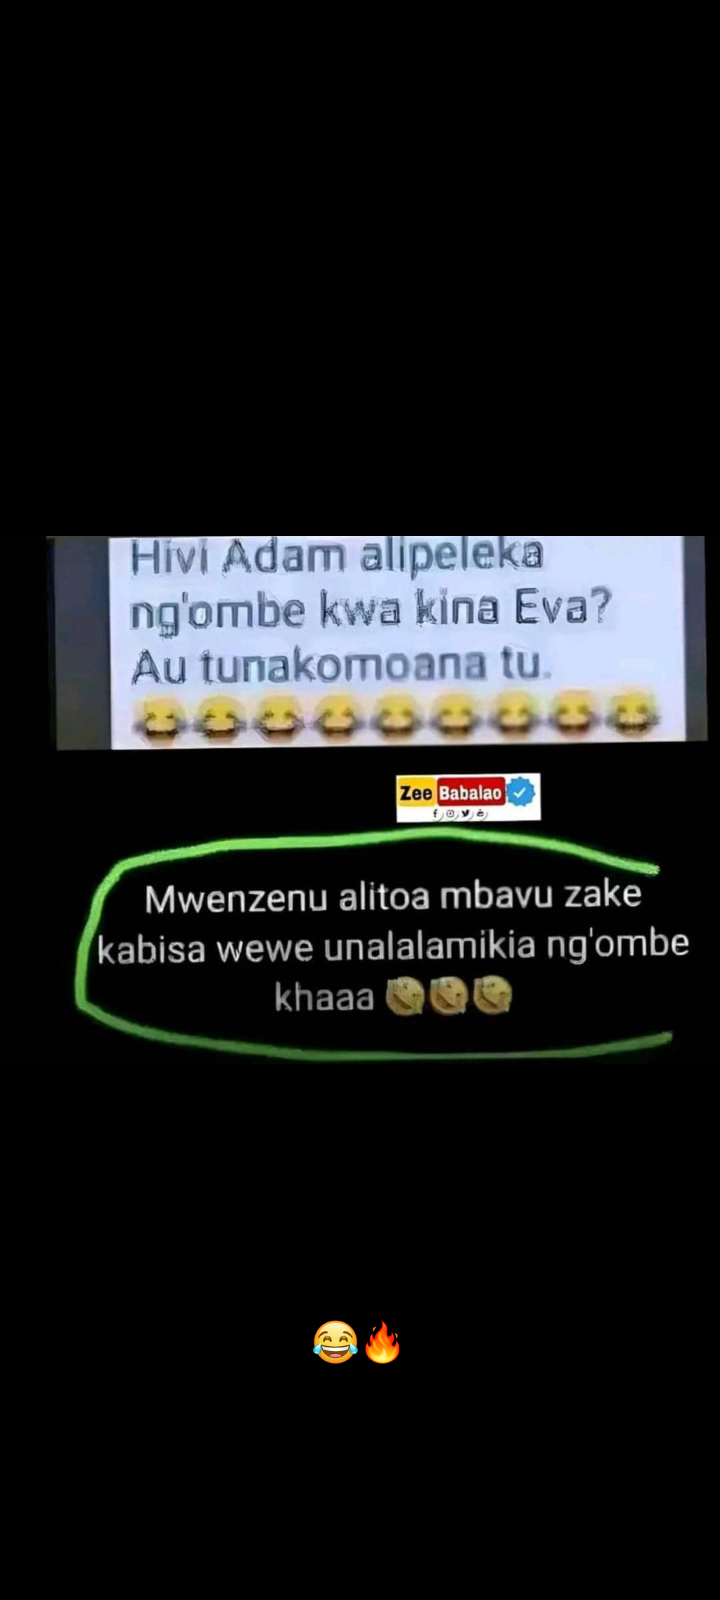 Hivi Adam alipeleka
ng'ombe kwa kina Eva?
Au tunakomoana tu.
😂😂😂😂😂😂😂😂😂
Zee Babalao
Mwenzenu alitoa mbavu zake
kabisa wewe unalalamikia ng'ombe
khaaa 🤣🤣🤣
😂🔥